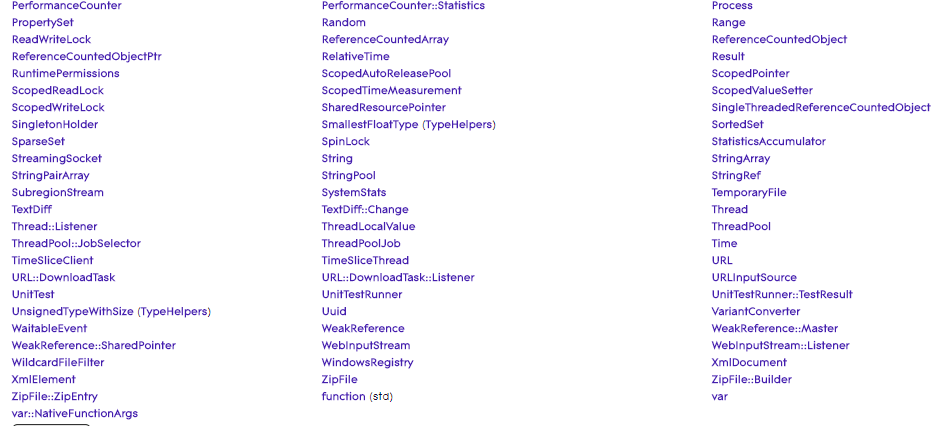 PerformanceCounter PerformanceCounter::Statistics Process
PropertySet Random Range
ReadWriteLock ReferenceCountedArray ReferenceCountedObject
ReferenceCountedObjectPtr RelativeTime Result
RuntimePermissions ScopedAutoReleasePool ScopedPointer
ScopedReadLock ScopedTimeMeasurement ScopedValueSetter
ScopedWriteLock SharedResourcePointer SingleThreadedReferenceCountedObject
SingletonHolder SmallestFloatType (TypeHelpers) SortedSet
SparseSet SpinLock StatisticsAccumulator
StreamingSocket String StringArray
StringPairArray StringPool StringRef
SubregionStream SystemStats TemporaryFile
TextDiff TextDiff::Change Thread
Thread::Listener ThreadLocalValue ThreadPool
ThreadPool::JobSelector ThreadPoolJob Time
TimeSliceClient TimeSliceThread URL
URL::DownloadTask URL::DownloadTask::Listener URLInputSource
UnitTest UnitTestRunner UnitTestRunner::TestResult
UnsignedTypeWithSize (TypeHelpers) Uuid VariantConverter
WaitableEvent WeakReference WeakReference::Master
WeakReference::SharedPointer WebInputStream WebInputStream::Listener
WildcardFileFilter WindowsRegistry XmlDocument
XmlElement ZipFile ZipFile::Builder
ZipFile::ZipEntry function (std) var
var::NativeFunctionArgs